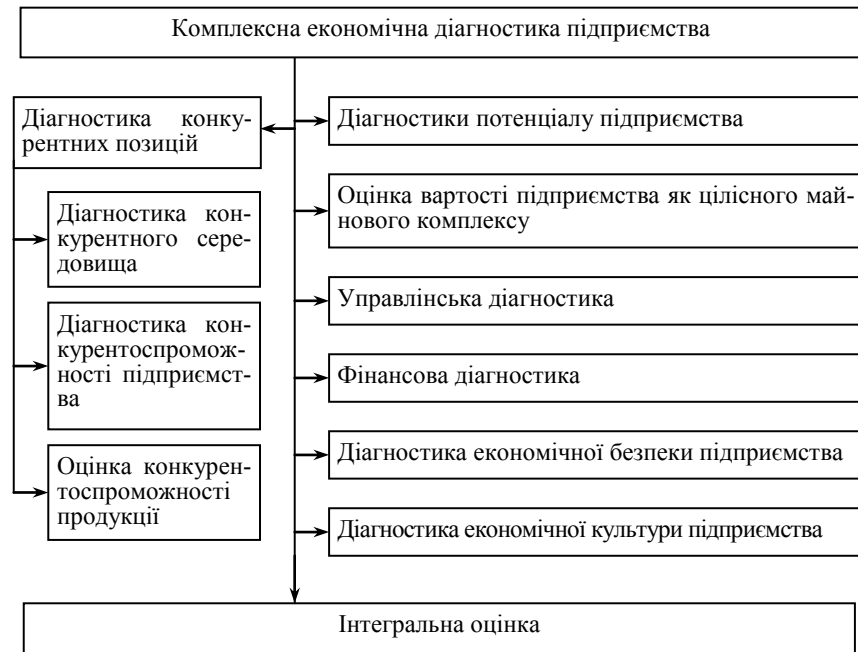 Комплексна економічна діагностика підприємства
Діагностика конку-
рентних позицій
Діагностика кон-
курентного сере-
довища
Діагностика кон-
курентоспромож-
ності підприємст-
ва
Оцінка конкурен-
тоспроможності
продукції
Діагностики потенціалу підприємства
Оцінка вартості підприємства як цілісного май-
нового комплексу
Управлінська діагностика
Фінансова діагностика
Діагностика економічної безпеки підприємства
Діагностика економічної культури підприємства
Інтегральна оцінка